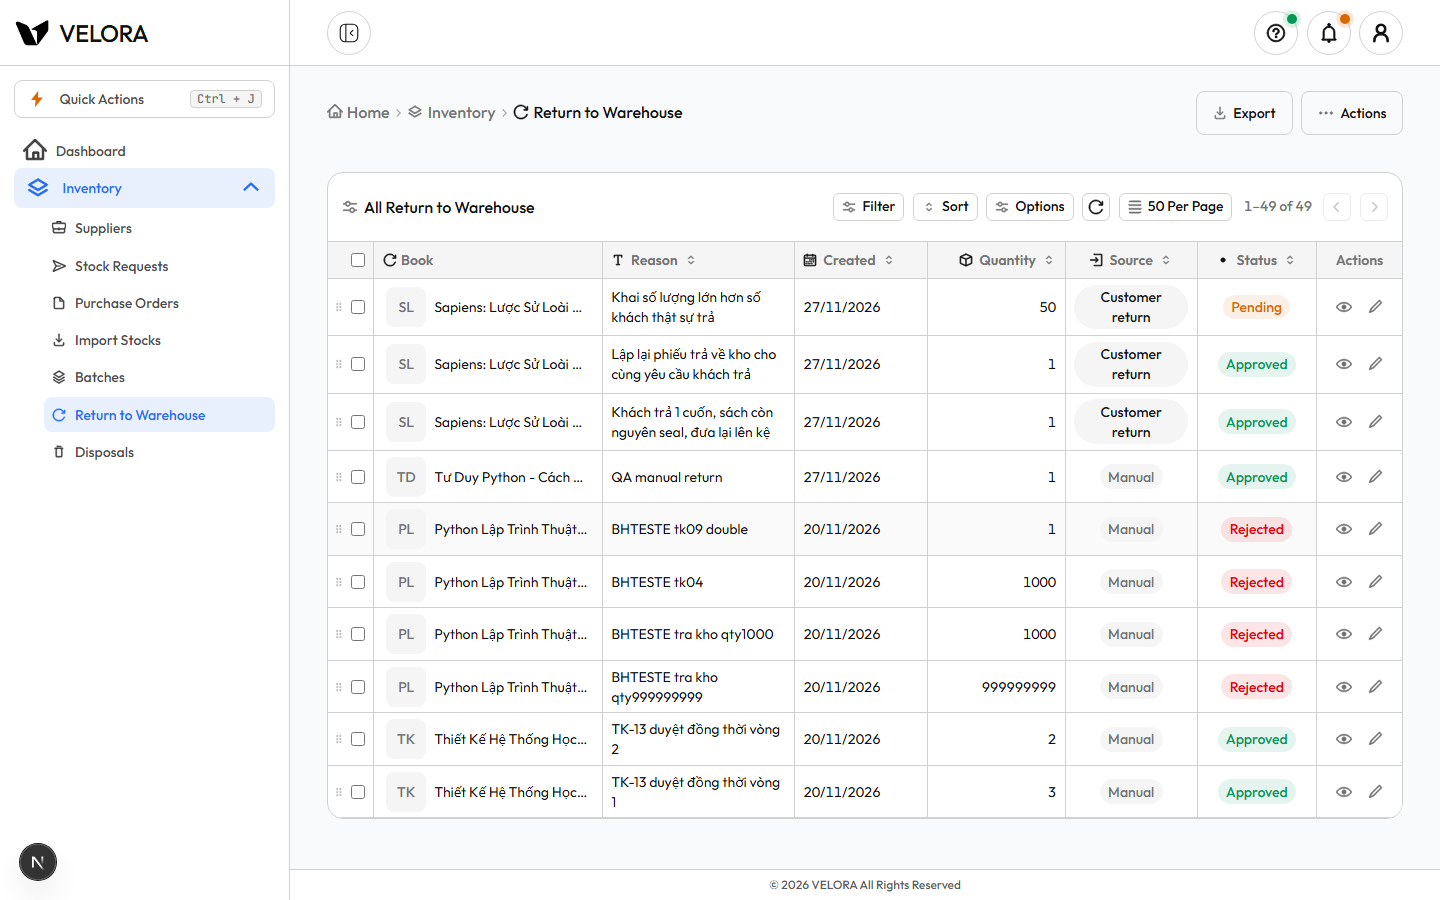 VELORA
Quick Actions Ctrl + J
Dashboard
Inventory
Suppliers
Stock Requests
Purchase Orders
Import Stocks
Batches
Return to Warehouse
Disposals
N
Home > Inventory > Return to Warehouse
Export
Actions
All Return to Warehouse
Filter
Sort
Options
50 Per Page
1–49 of 49
Book Reason Created Quantity Source Status Actions
SL Sapiens: Lược Sử Loài ... Khai số lượng lớn hơn số 27/11/2026 50 Customer Pending
khách thật sự trả return
SL Sapiens: Lược Sử Loài ... Lập lại phiếu trả về kho cho 27/11/2026 1 Customer Approved
cùng yêu cầu khách trả return
SL Sapiens: Lược Sử Loài ... Khách trả 1 cuốn, sách còn 27/11/2026 1 Customer Approved
nguyên seal, đưa lại lên kệ return
TD Tư Duy Python - Cách ... QA manual return 27/11/2026 1 Manual Approved
PL Python Lập Trình Thuật... BHTESTE tk09 double 20/11/2026 1 Manual Rejected
PL Python Lập Trình Thuật... BHTESTE tk04 20/11/2026 1000 Manual Rejected
PL Python Lập Trình Thuật... BHTESTE tra kho qty1000 20/11/2026 1000 Manual Rejected
PL Python Lập Trình Thuật... BHTESTE tra kho 20/11/2026 999999999 Manual Rejected
qty999999999
TK Thiết Kế Hệ Thống Học... TK-13 duyệt đồng thời vòng 20/11/2026 2 Manual Approved
2
TK Thiết Kế Hệ Thống Học... TK-13 duyệt đồng thời vòng 20/11/2026 3 Manual Approved
1
© 2026 VELORA All Rights Reserved